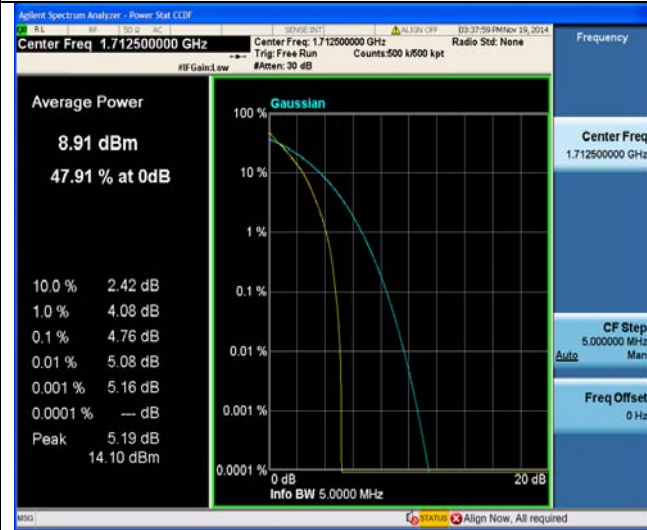 Agilent Spectrum Analyzer - Power Stat CCDF
RL RF 50 Ω AC SENSE:INT ALIGN OFF 03:37:59 PM Nov 19, 2014
Center Freq 1.712500000 GHz
Center Freq: 1.712500000 GHz Radio Std: None
Trig: Free Run Counts:500 k/500 kpt
#IFGain:Low #Atten: 30 dB
Frequency
Average Power
8.91 dBm
47.91 % at 0dB
10.0 % 2.42 dB
1.0 % 4.08 dB
0.1 % 4.76 dB
0.01 % 5.08 dB
0.001 % 5.16 dB
0.0001 % --- dB
Peak 5.19 dB
14.10 dBm
Gaussian
100 %
10 %
1 %
0.1 %
0.01 %
0.001 %
0.0001 %
0 dB 20 dB
Info BW 5.0000 MHz
Center Freq
1.712500000 GHz
CF Step
5.000000 MHz
Auto Man
Freq Offset
0 Hz
MSG STATUS Align Now, All required